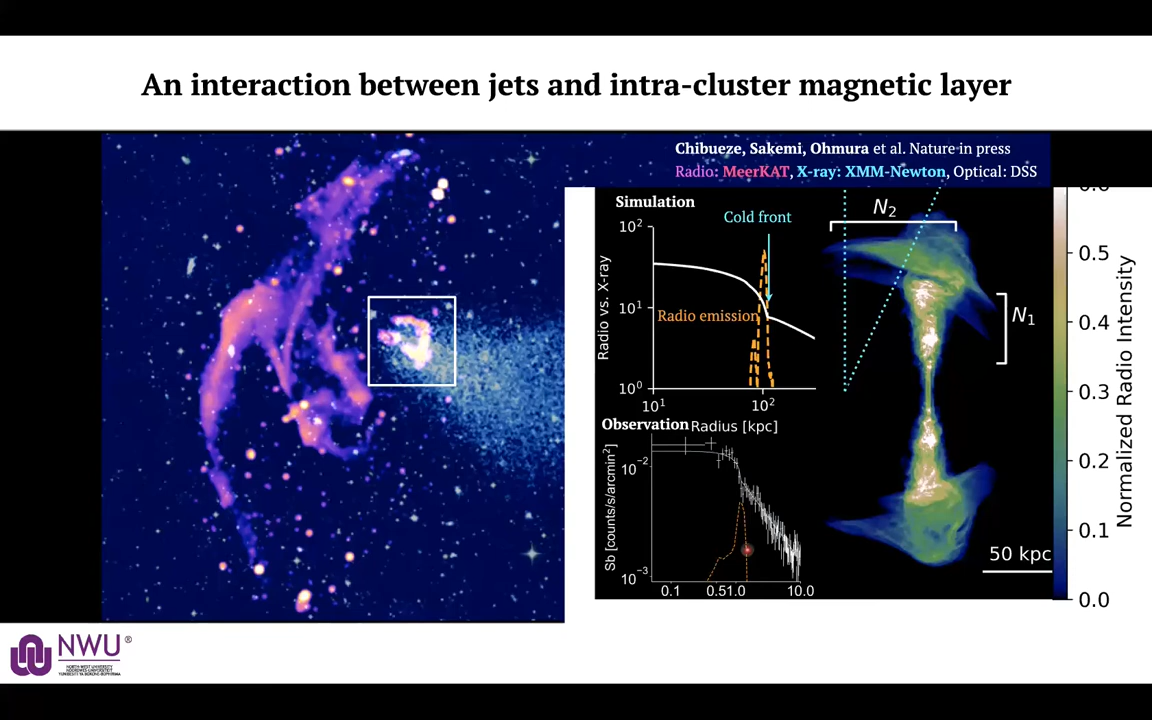 An interaction between jets and intra-cluster magnetic layer
Chibueze, Sakemi, Ohmura et al. Nature in press
Radio: MeerKAT, X-ray: XMM-Newton, Optical: DSS
Simulation
Cold front
Radio emission
Radio vs. X-ray
10²
10¹
10⁰
10¹
10²
Radius [kpc]
Observation
Sb [counts/s/arcmin²]
10⁻²
10⁻³
0.1
0.5
1.0
10.0
N₂
N₁
50 kpc
0.5
0.4
0.3
0.2
0.1
0.0
Normalized Radio Intensity
NWU®